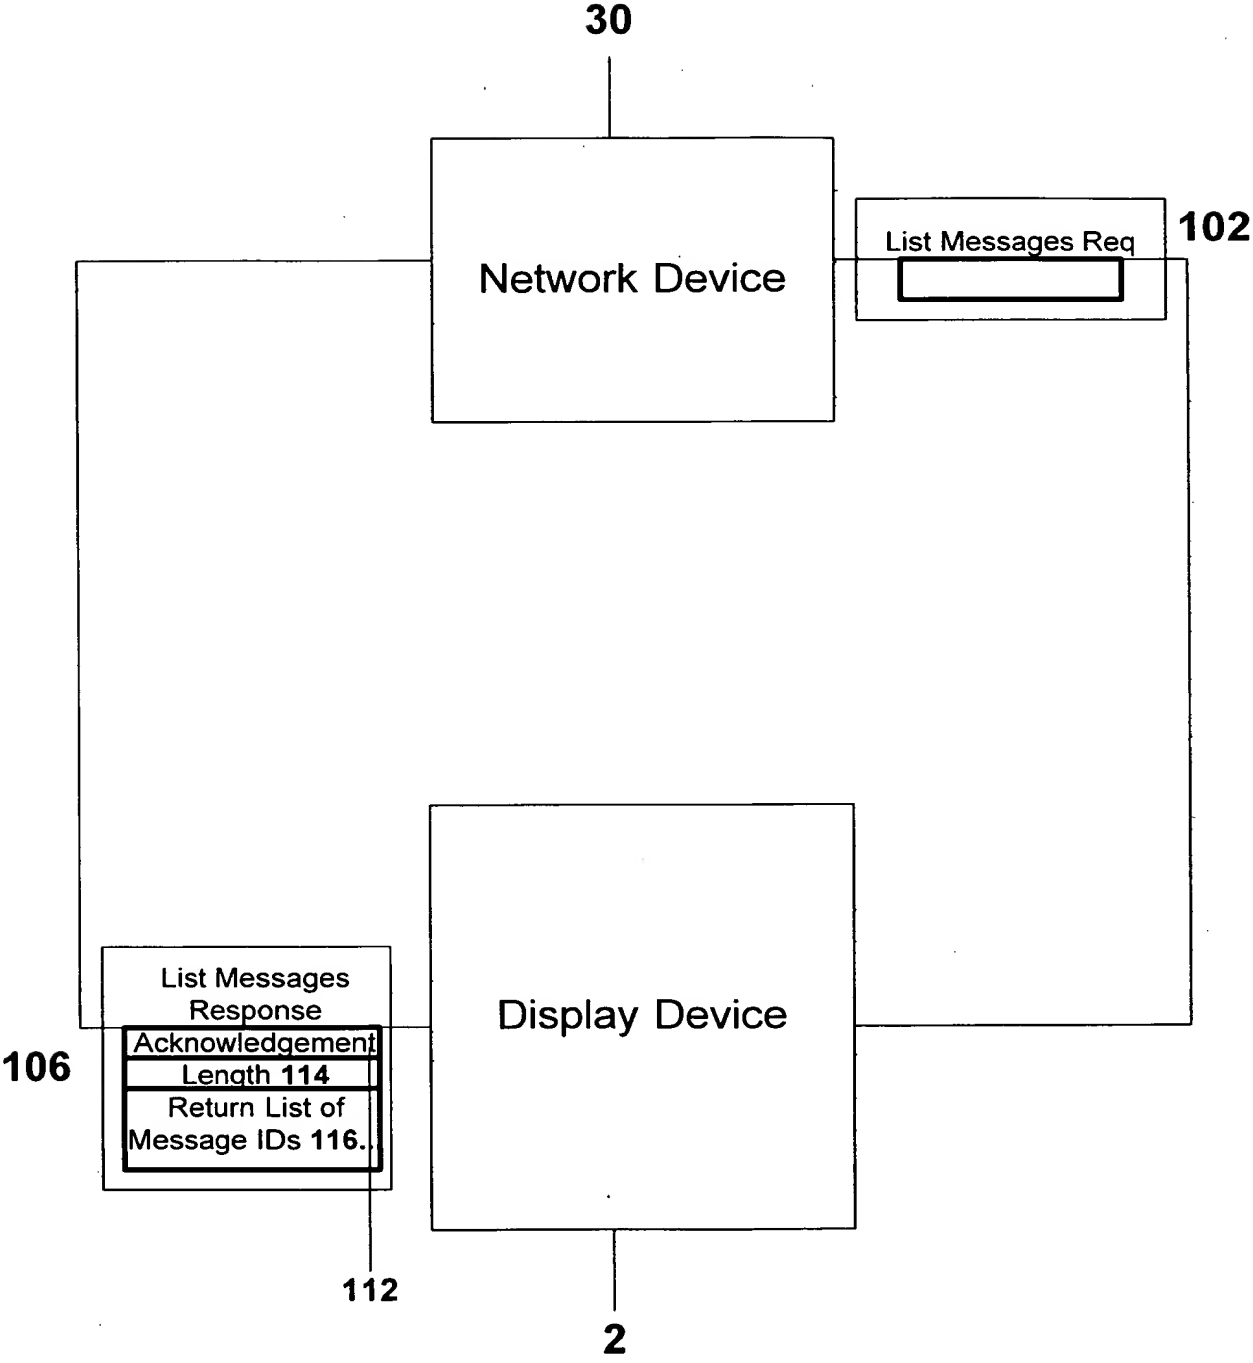 30
List Messages Req
102
Network Device
List Messages
Response
Acknowledgement
Length 114
Return List of
Message IDs 116..
106
Display Device
112
2